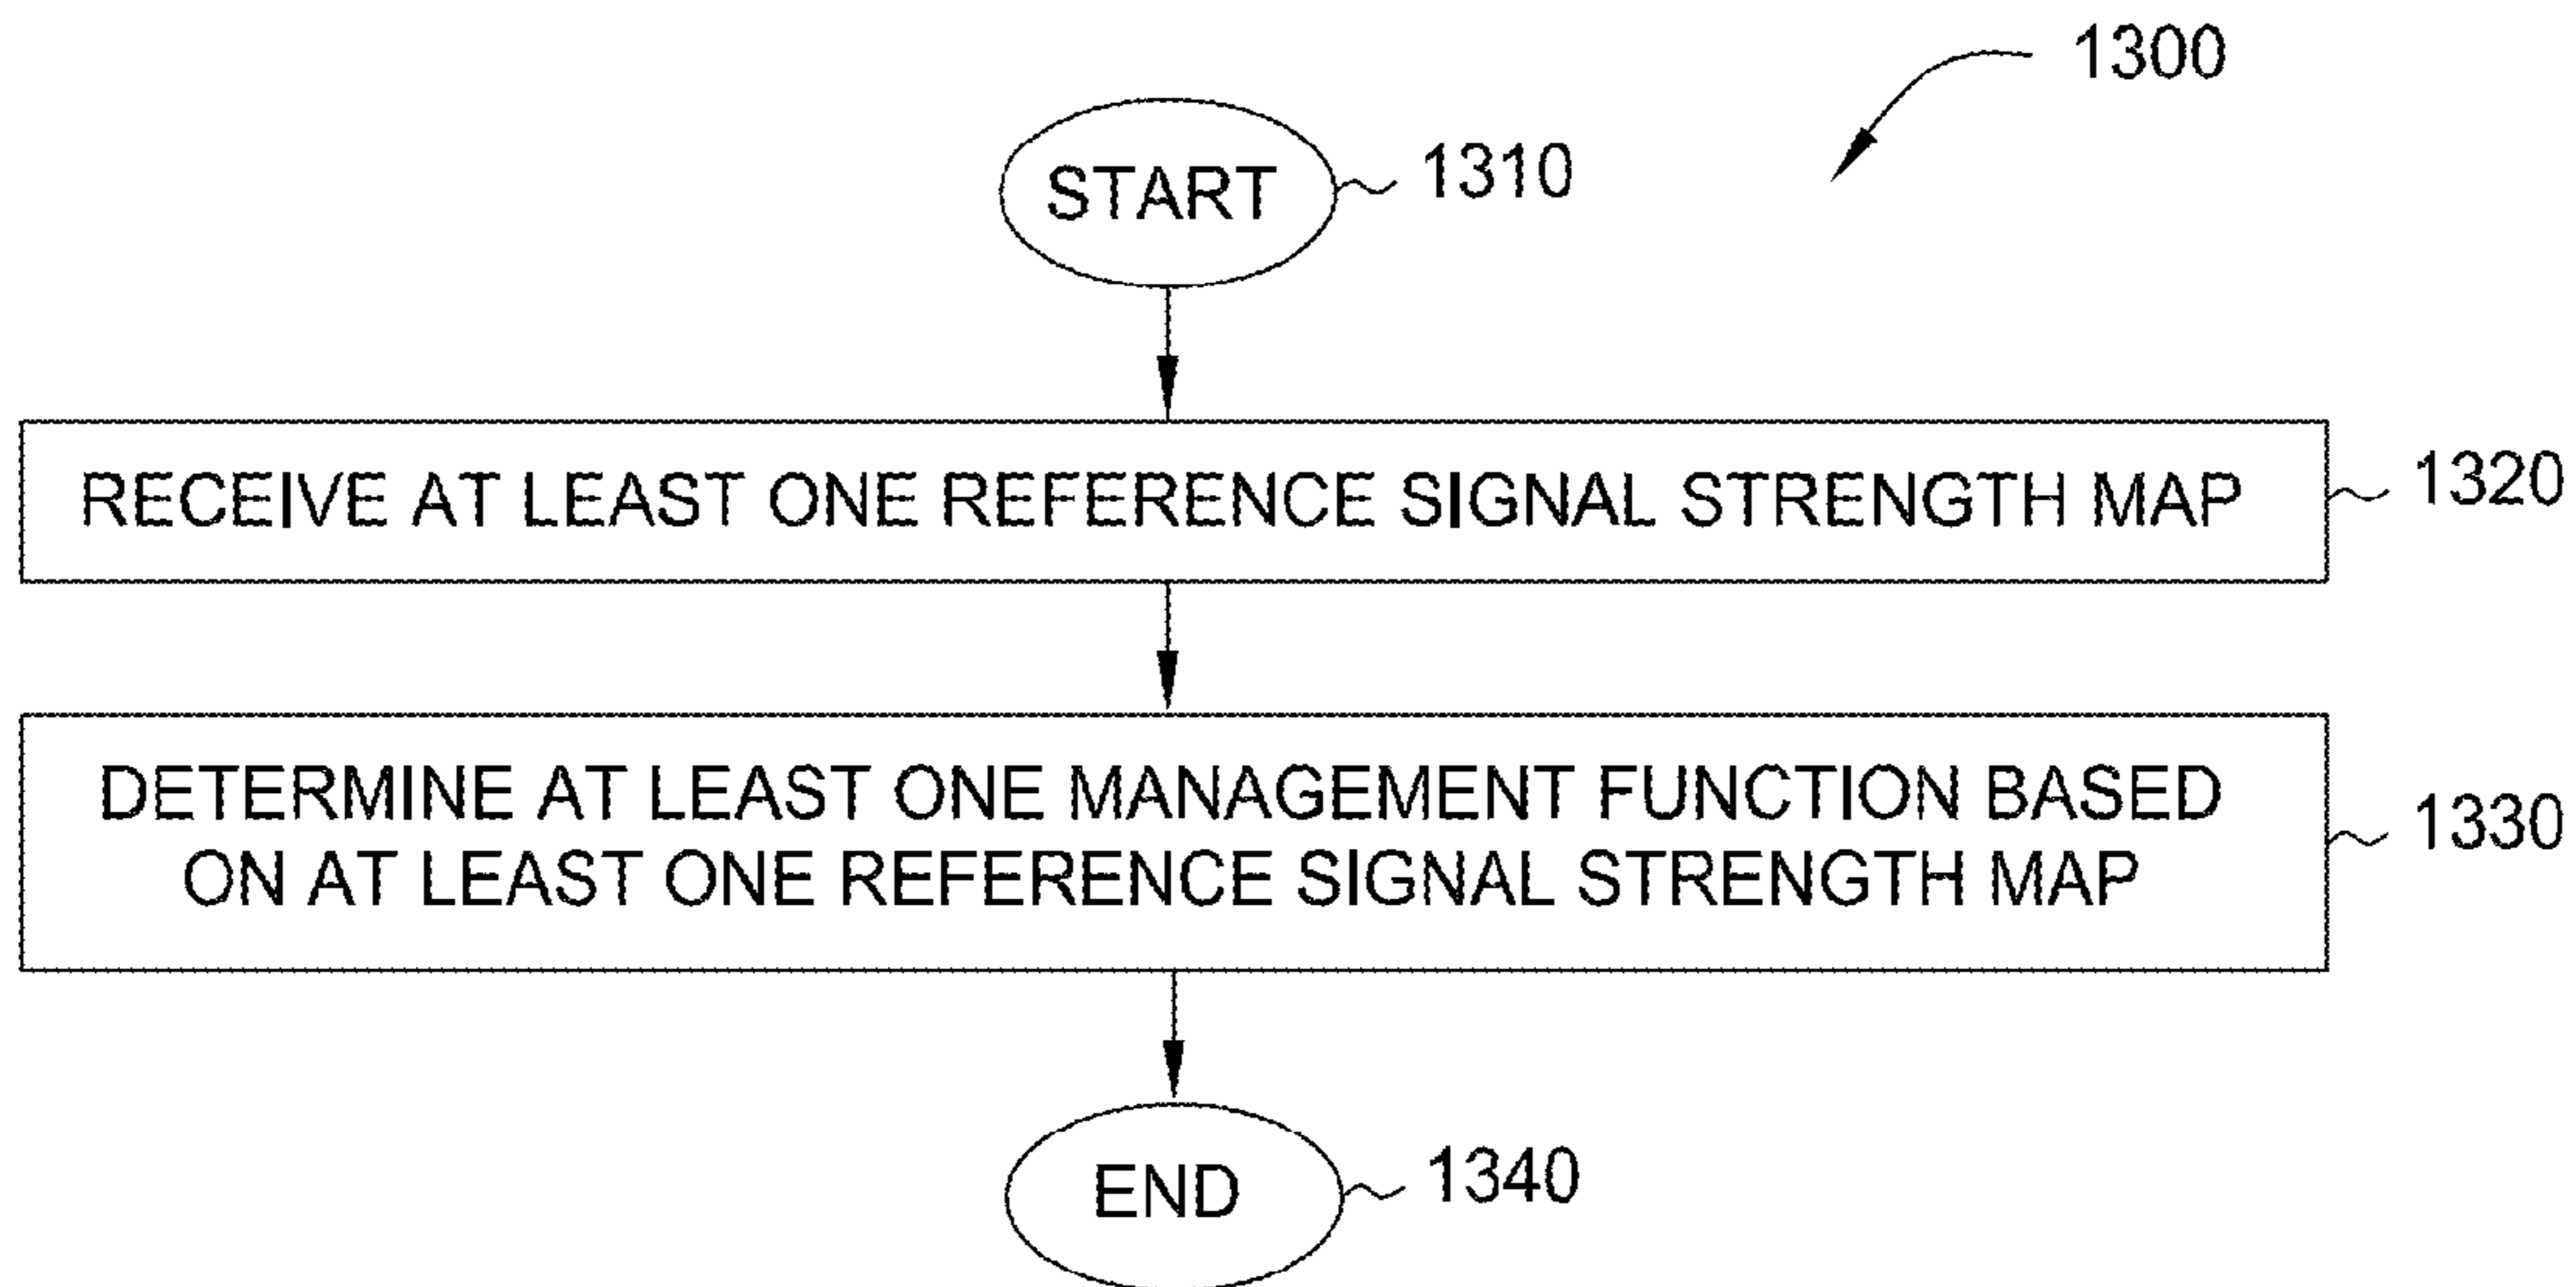 1300
START
1310
RECEIVE AT LEAST ONE REFERENCE SIGNAL STRENGTH MAP
1320
DETERMINE AT LEAST ONE MANAGEMENT FUNCTION BASED
ON AT LEAST ONE REFERENCE SIGNAL STRENGTH MAP
1330
END
1340